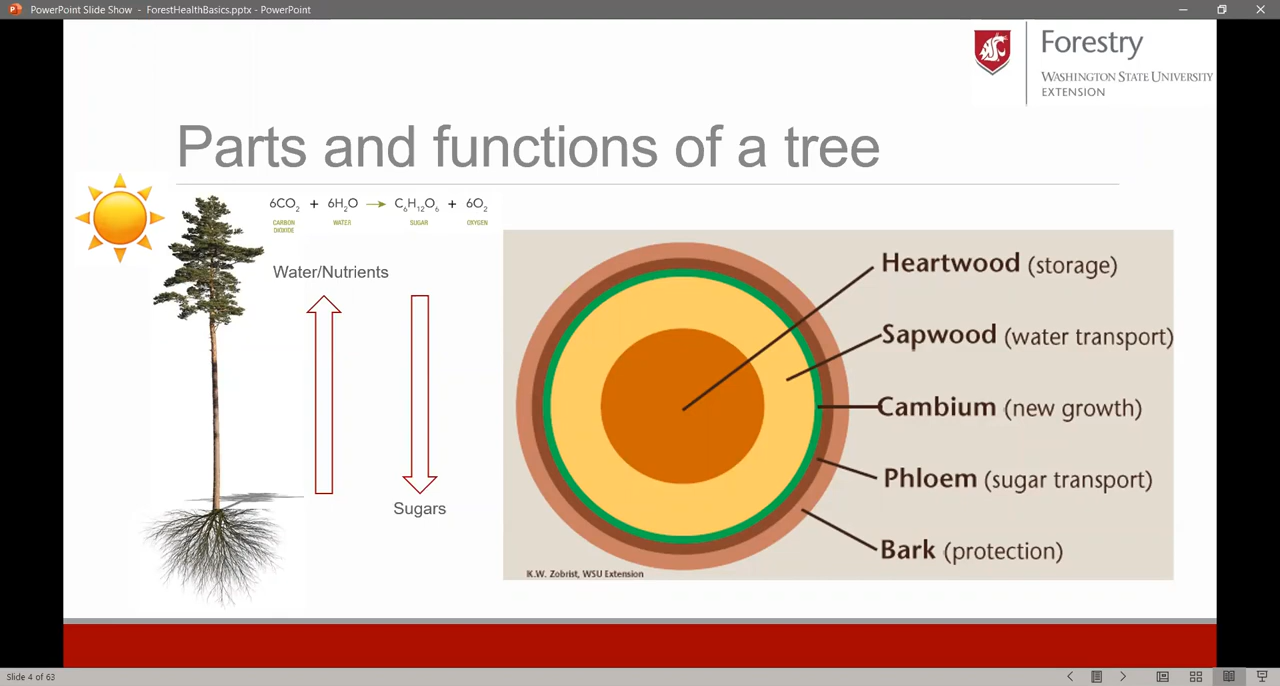 PowerPoint Slide Show - ForestHealthBasics.pptx - PowerPoint
Forestry
WASHINGTON STATE UNIVERSITY
EXTENSION
Parts and functions of a tree
6CO₂ + 6H₂O → C₆H₁₂O₆ + 6O₂
CARBON DIOXIDE WATER SUGAR OXYGEN
Water/Nutrients
Sugars
Heartwood (storage)
Sapwood (water transport)
Cambium (new growth)
Phloem (sugar transport)
Bark (protection)
K.W. Zobrist, WSU Extension
Slide 4 of 63